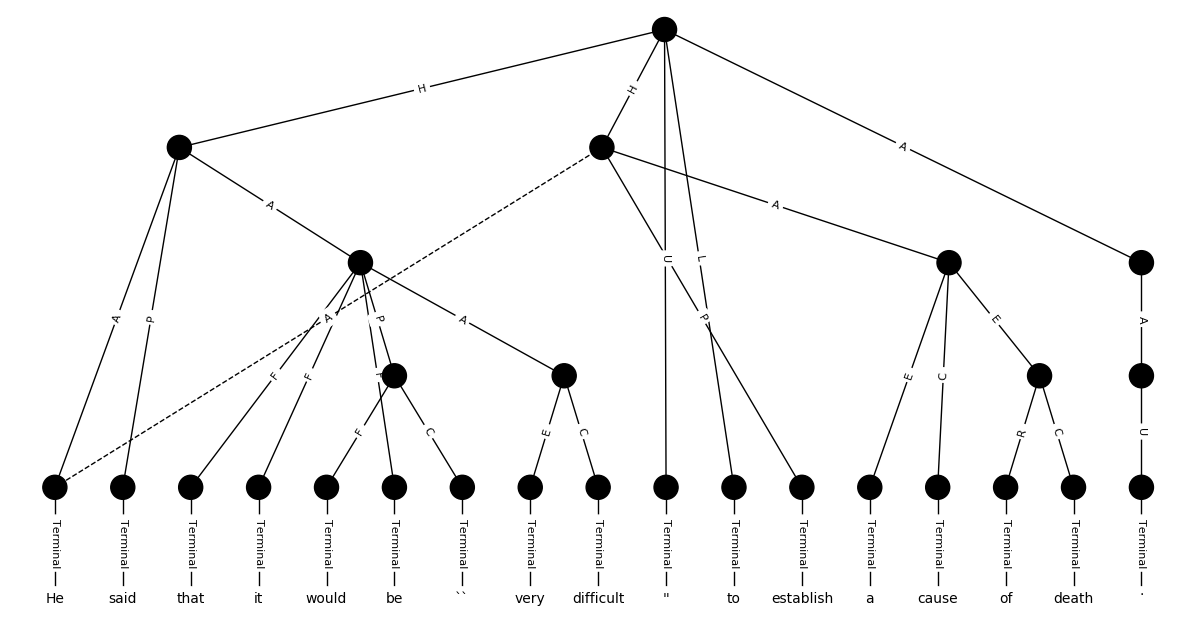 H
H
A
A
A
A
P
U
L
A
P
A
A
P
F
F
E
C
E
F
C
E
C
R
C
A
U
Terminal Terminal Terminal Terminal Terminal Terminal Terminal Terminal Terminal Terminal Terminal Terminal Terminal Terminal Terminal Terminal Terminal
He said that it would be `` very difficult " to establish a cause of death .